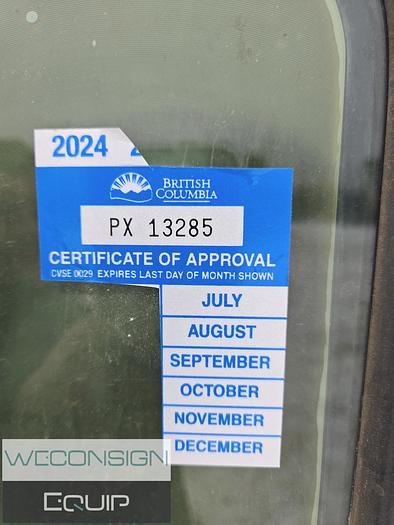 2024
BRITISH
COLUMBIA
PX 13285
CERTIFICATE OF APPROVAL
CVSE 0029 EXPIRES LAST DAY OF MONTH SHOWN
JULY
AUGUST
SEPTEMBER
OCTOBER
NOVEMBER
DECEMBER
WECONSIGN
EQUIP